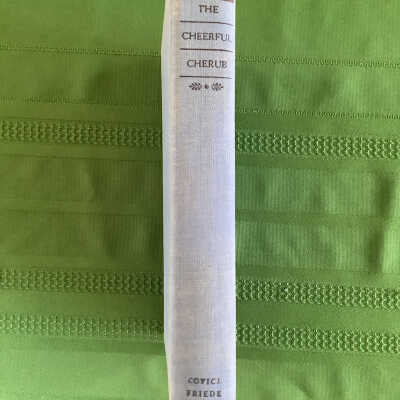 THE
CHEERFUL
CHERUB
COVICI
FRIEDE